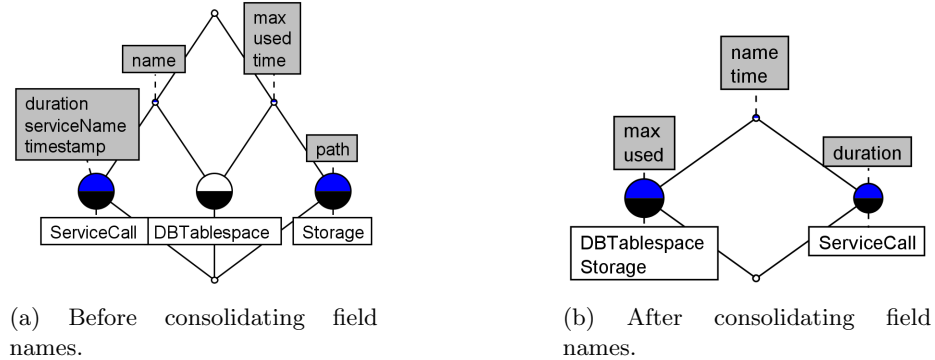 max
used
time
name
duration
serviceName
timestamp
path
ServiceCall
DBTablespace
Storage
(a) Before consolidating field
names.
name
time
max
used
duration
DBTablespace
Storage
ServiceCall
(b) After consolidating field
names.